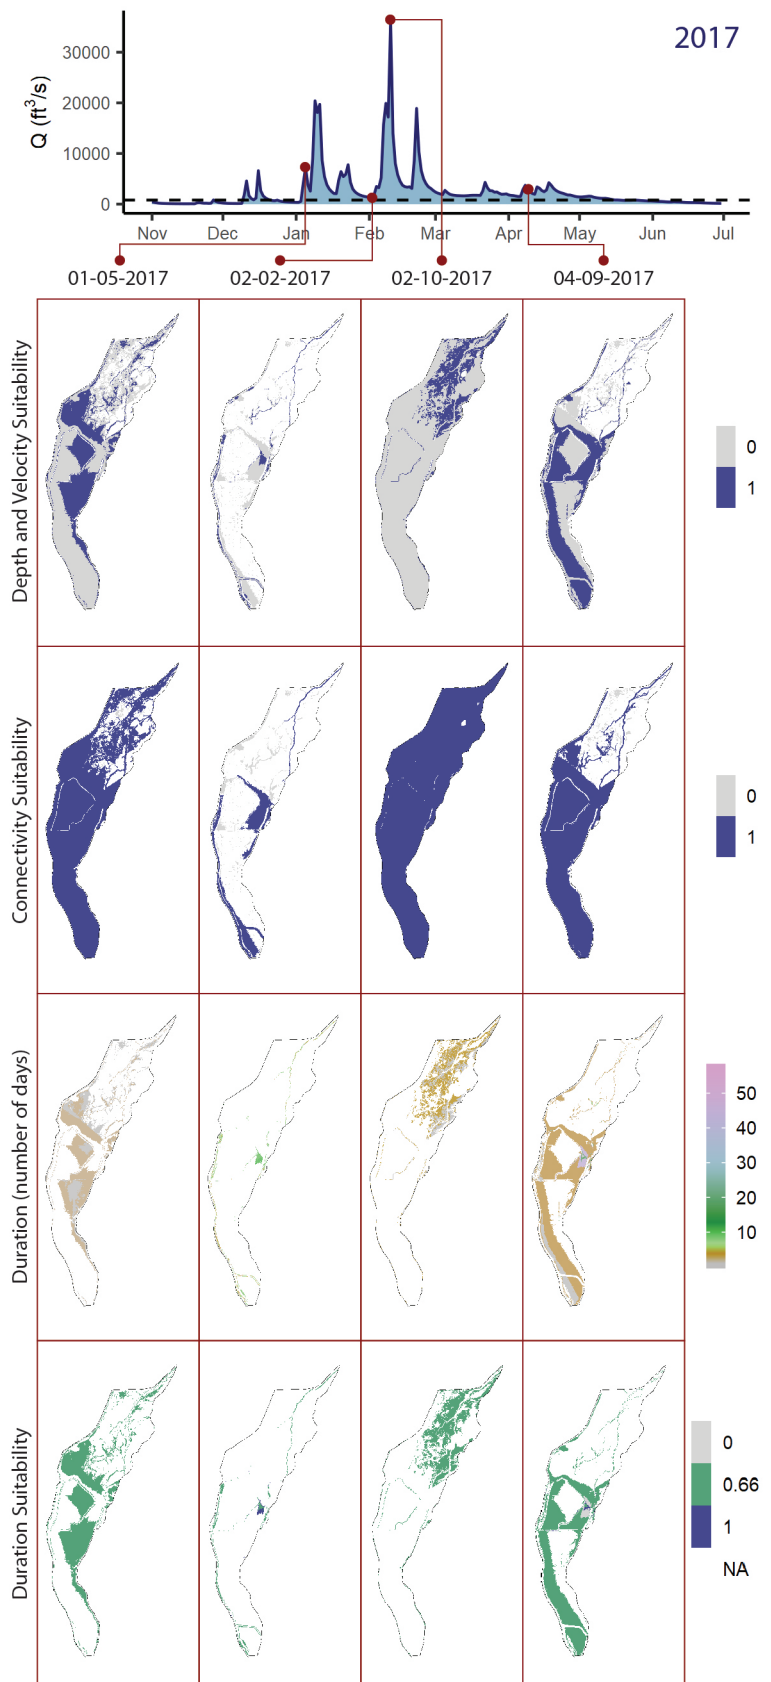 2017
Q (ft³/s)
30000
20000
10000
0
Nov Dec Jan Feb Mar Apr May Jun Jul
01-05-2017 02-02-2017 02-10-2017 04-09-2017
Depth and Velocity Suitability
0
1
Connectivity Suitability
0
1
Duration (number of days)
50
40
30
20
10
Duration Suitability
0
0.66
1
NA